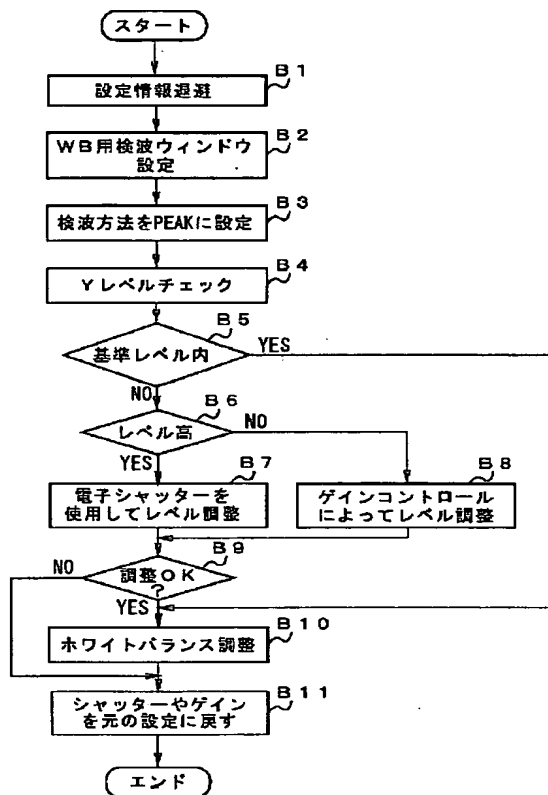 スタート
B1
設定情報退避
B2
WB用検波ウィンドウ
設定
B3
検波方法をPEAKに設定
B4
Yレベルチェック
B5
基準レベル内
YES
NO
B6
レベル高
NO
YES
B7
電子シャッターを
使用してレベル調整
B8
ゲインコントロール
によってレベル調整
B9
NO
調整OK
?
YES
B10
ホワイトバランス調整
B11
シャッターやゲイン
を元の設定に戻す
エンド